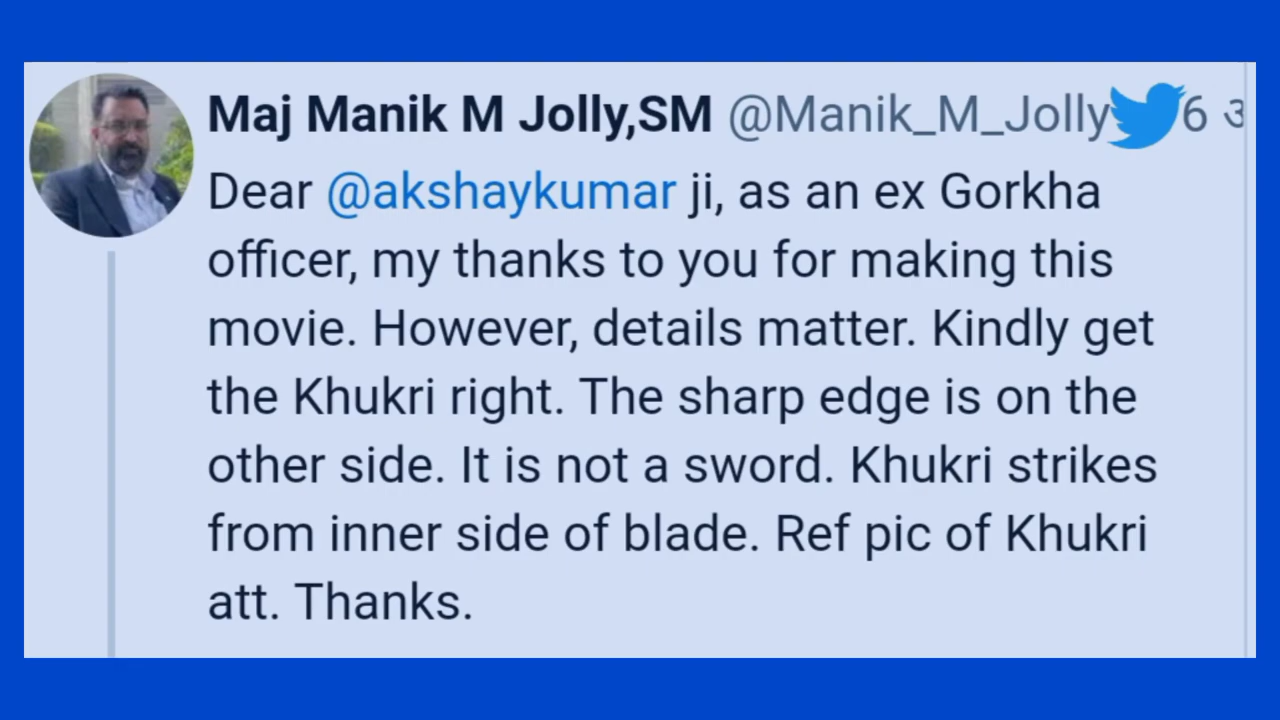 Maj Manik M Jolly,SM @Manik_M_Jolly 6
Dear @akshaykumar ji, as an ex Gorkha
officer, my thanks to you for making this
movie. However, details matter. Kindly get
the Khukri right. The sharp edge is on the
other side. It is not a sword. Khukri strikes
from inner side of blade. Ref pic of Khukri
att. Thanks.